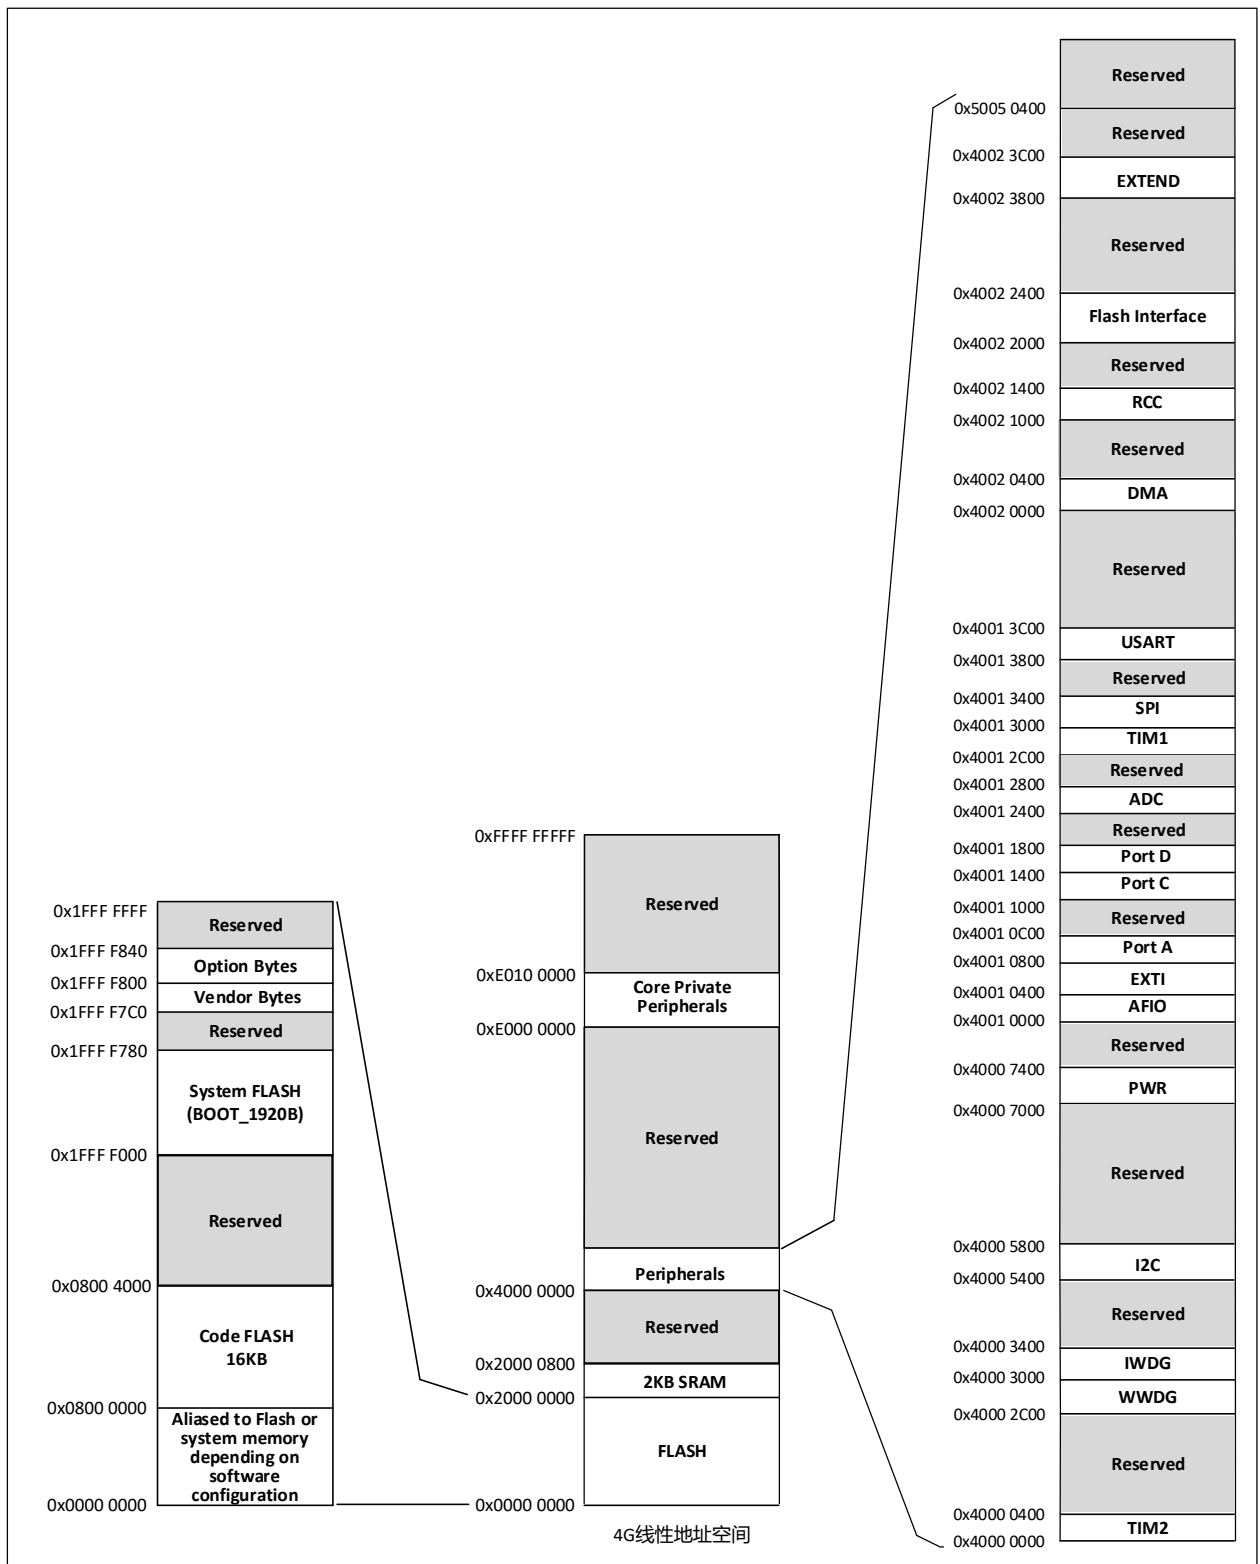 Reserved
0x5005 0400
Reserved
0x4002 3C00
EXTEND
0x4002 3800
Reserved
0x4002 2400
Flash Interface
0x4002 2000
Reserved
0x4002 1400
RCC
0x4002 1000
Reserved
0x4002 0400
DMA
0x4002 0000
Reserved
0x4001 3C00
USART
0x4001 3800
Reserved
0x4001 3400
SPI
0x4001 3000
TIM1
0x4001 2C00
Reserved
0x4001 2800
ADC
0x4001 2400
Reserved
0x4001 1800
Port D
0x4001 1400
Port C
0x4001 1000
Reserved
0x4001 0C00
Port A
0x4001 0800
EXTI
0x4001 0400
AFIO
0x4001 0000
Reserved
0x4000 7400
PWR
0x4000 7000
Reserved
0x4000 5800
I2C
0x4000 5400
Reserved
0x4000 3400
IWDG
0x4000 3000
WWDG
0x4000 2C00
Reserved
0x4000 0400
TIM2
0x4000 0000
0xFFFF FFFFF
Reserved
0xE010 0000
Core Private
Peripherals
0xE000 0000
Reserved
Peripherals
0x4000 0000
Reserved
0x2000 0800
2KB SRAM
0x2000 0000
FLASH
0x0000 0000
4G线性地址空间
0x1FFF FFFF
Reserved
0x1FFF F840
Option Bytes
0x1FFF F800
Vendor Bytes
0x1FFF F7C0
Reserved
0x1FFF F780
System FLASH
(BOOT_1920B)
0x1FFF F000
Reserved
0x0800 4000
Code FLASH
16KB
0x0800 0000
Aliased to Flash or
system memory
depending on
software
configuration
0x0000 0000